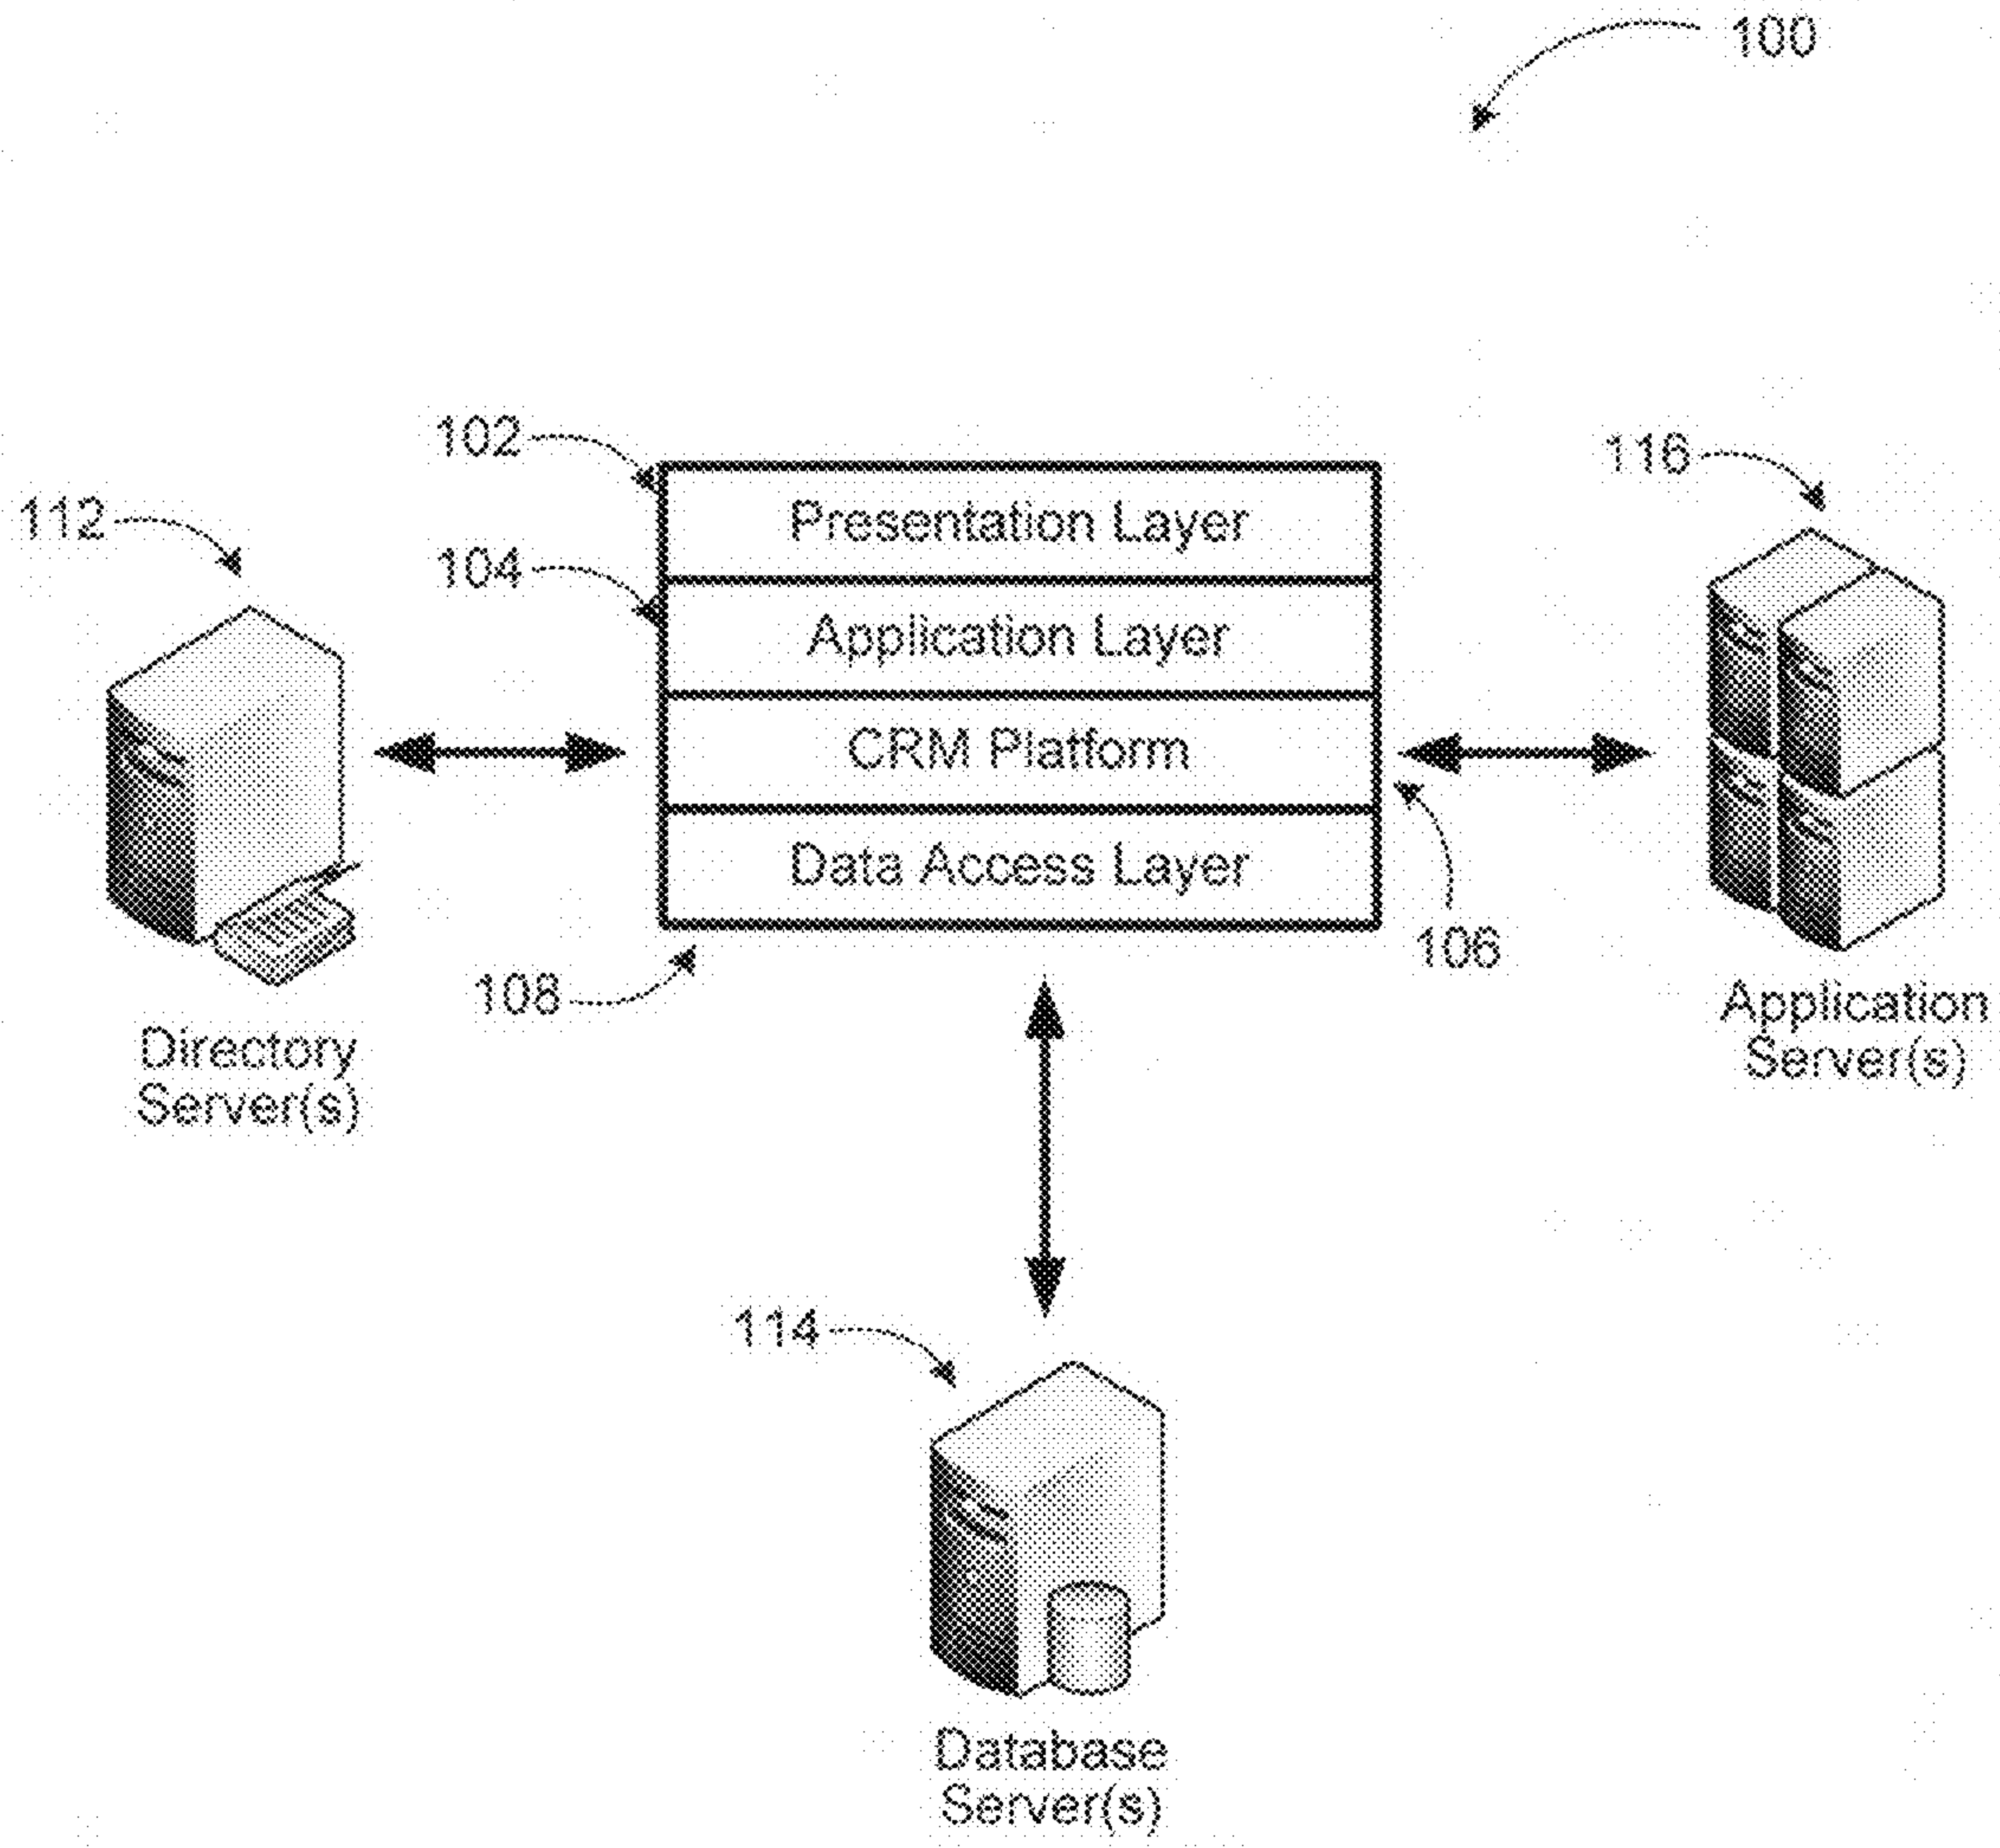 100
102
116
112
Presentation Layer
104
Application Layer
CRM Platform
Data Access Layer
106
108
Application
Server(s)
Directory
Server(s)
114
Database
Server(s)